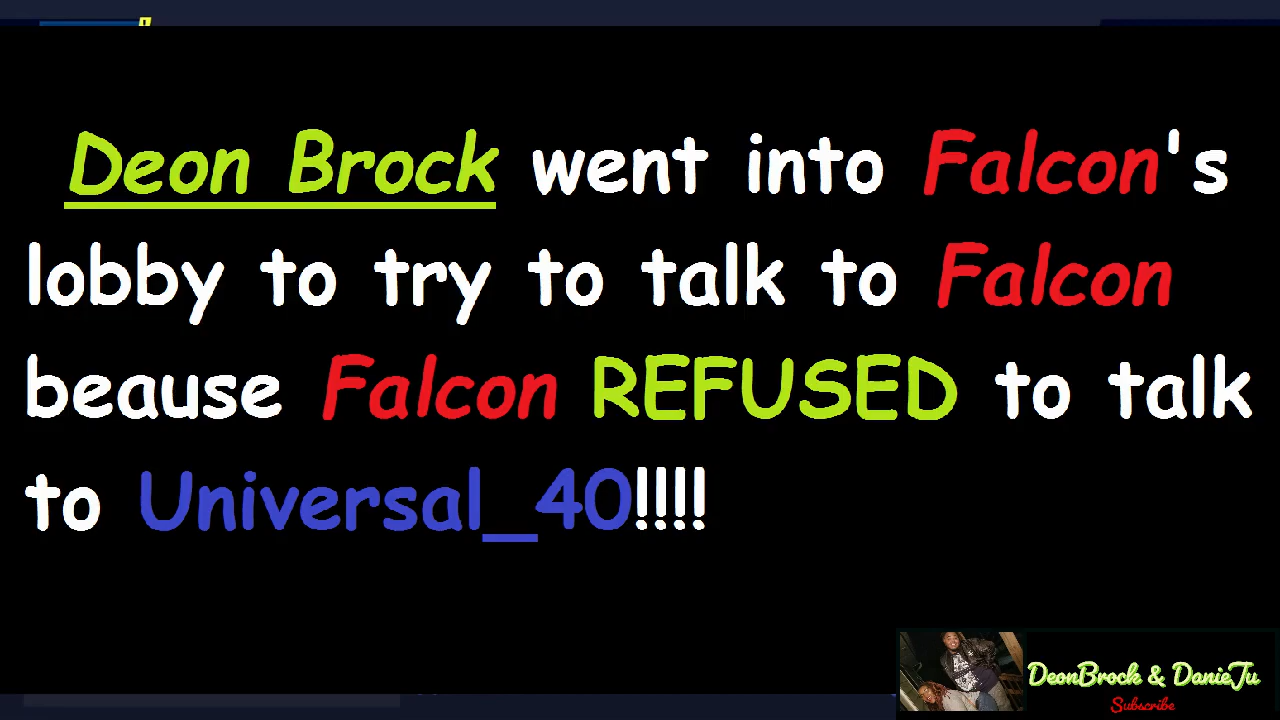 Deon Brock went into Falcon's
lobby to try to talk to Falcon
beause Falcon REFUSED to talk
to Universal_40!!!!
DeonBrock & DanieTu
Subscribe